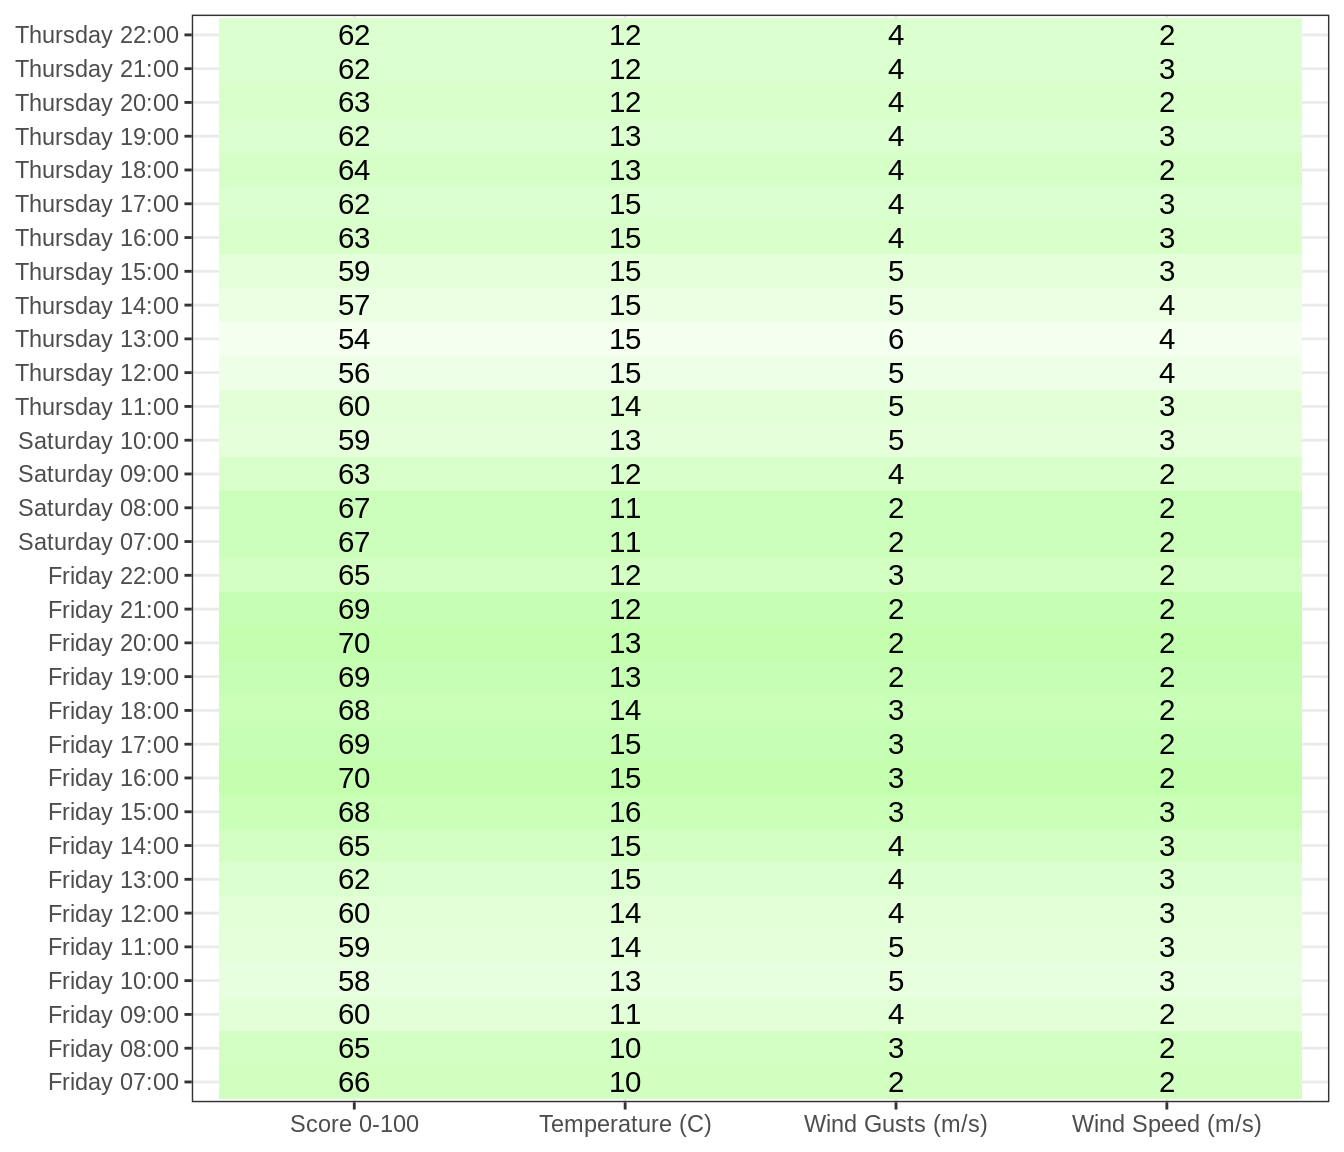 Thursday 22:00 62 12 4 2
Thursday 21:00 62 12 4 3
Thursday 20:00 63 12 4 2
Thursday 19:00 62 13 4 3
Thursday 18:00 64 13 4 2
Thursday 17:00 62 15 4 3
Thursday 16:00 63 15 4 3
Thursday 15:00 59 15 5 3
Thursday 14:00 57 15 5 4
Thursday 13:00 54 15 6 4
Thursday 12:00 56 15 5 4
Thursday 11:00 60 14 5 3
Saturday 10:00 59 13 5 3
Saturday 09:00 63 12 4 2
Saturday 08:00 67 11 2 2
Saturday 07:00 67 11 2 2
Friday 22:00 65 12 3 2
Friday 21:00 69 12 2 2
Friday 20:00 70 13 2 2
Friday 19:00 69 13 2 2
Friday 18:00 68 14 3 2
Friday 17:00 69 15 3 2
Friday 16:00 70 15 3 2
Friday 15:00 68 16 3 3
Friday 14:00 65 15 4 3
Friday 13:00 62 15 4 3
Friday 12:00 60 14 4 3
Friday 11:00 59 14 5 3
Friday 10:00 58 13 5 3
Friday 09:00 60 11 4 2
Friday 08:00 65 10 3 2
Friday 07:00 66 10 2 2
Score 0-100 Temperature (C) Wind Gusts (m/s) Wind Speed (m/s)